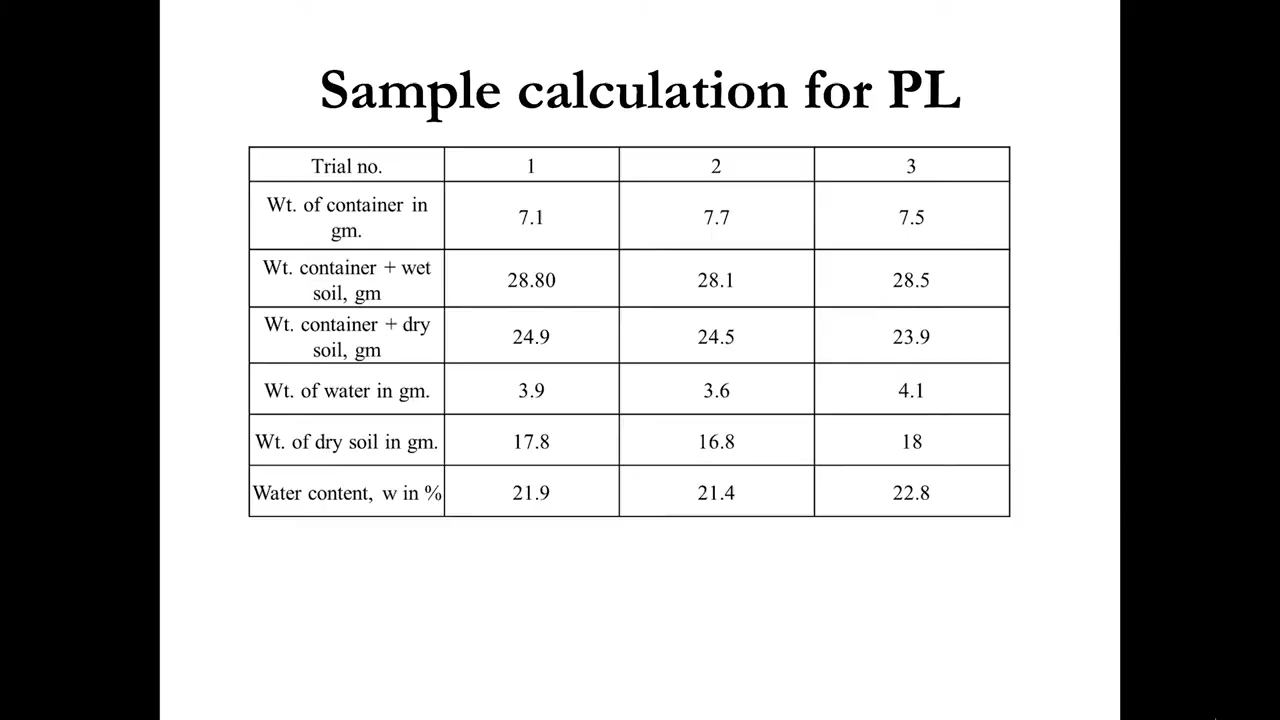 Sample calculation for PL
Trial no. 1 2 3
Wt. of container in
gm. 7.1 7.7 7.5
Wt. container + wet
soil, gm 28.80 28.1 28.5
Wt. container + dry
soil, gm 24.9 24.5 23.9
Wt. of water in gm. 3.9 3.6 4.1
Wt. of dry soil in gm. 17.8 16.8 18
Water content, w in % 21.9 21.4 22.8